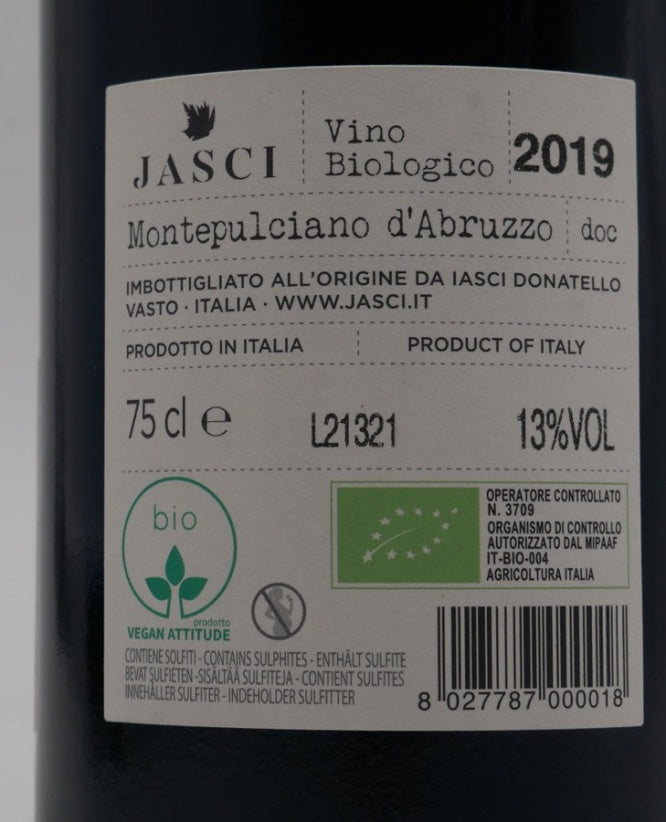 JASCI
Vino
Biologico
2019
Montepulciano d'Abruzzo
doc
IMBOTTIGLIATO ALL'ORIGINE DA IASCI DONATELLO
VASTO · ITALIA · WWW.JASCI.IT
PRODOTTO IN ITALIA
PRODUCT OF ITALY
75 cl ℮
L21321
13%VOL
bio
prodotto
VEGAN ATTITUDE
OPERATORE CONTROLLATO
N. 3709
ORGANISMO DI CONTROLLO
AUTORIZZATO DAL MIPAAF
IT-BIO-004
AGRICOLTURA ITALIA
CONTIENE SOLFITI - CONTAINS SULPHITES - ENTHÄLT SULFITE
BEVAT SULFIETEN -SISÄLTÄÄ SULFIITEJA - CONTIENT SULFITES
INNEHÅLLER SULFITER - INDEHOLDER SULFITTER
8 027787 000018